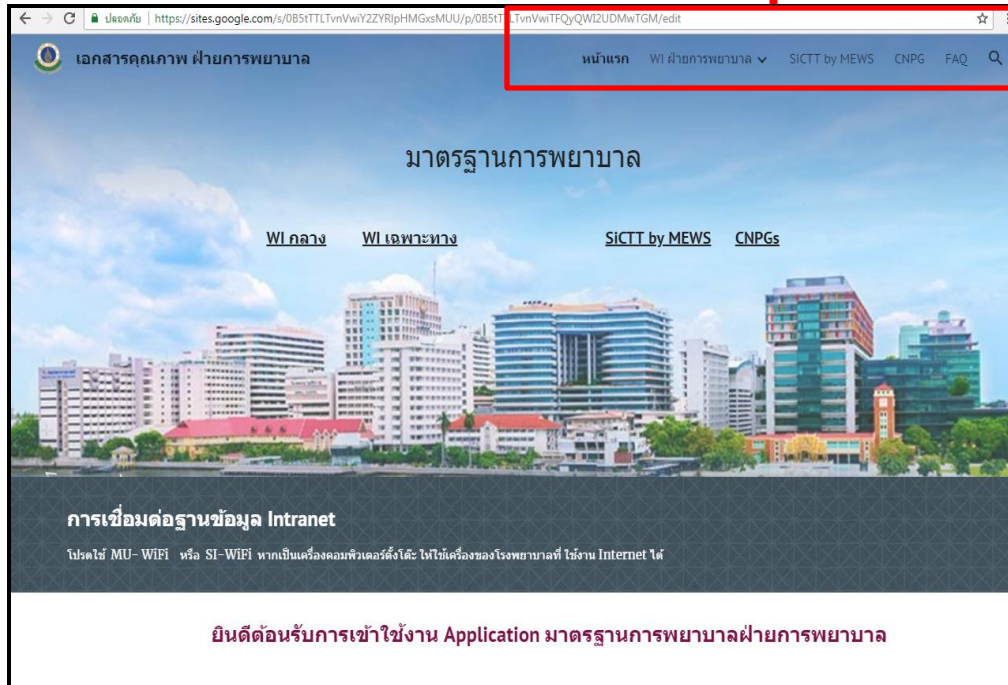 ปลอดภัย https://sites.google.com/s/0B5tTTLTvnVwiY2ZYRlpHMGxsMUU/p/0B5tTTLTvnVwiTFQyQWI2UDMwTGM/edit
เอกสารคุณภาพ ฝ่ายการพยาบาล หน้าแรก WI ฝ่ายการพยาบาล SiCTT by MEWS CNPG FAQ
มาตรฐานการพยาบาล
WI กลาง WI เฉพาะทาง SiCTT by MEWS CNPGs
การเชื่อมต่อฐานข้อมูล Intranet
โปรดใช้ MU- WiFi หรือ SI-WiFi หากเป็นเครื่องคอมพิวเตอร์ตั้งโต๊ะ ให้ใช้เครื่องของโรงพยาบาลที่ ใช้งาน Internet ได้
ยินดีต้อนรับการเข้าใช้งาน Application มาตรฐานการพยาบาลฝ่ายการพยาบาล